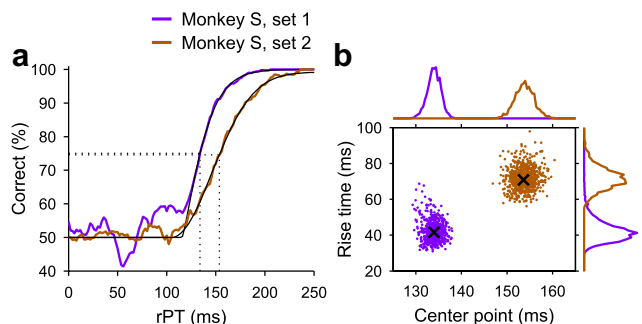 Monkey S, set 1
Monkey S, set 2
a
100
90
80
70
60
50
40
Correct (%)
0
50
100
150
200
250
rPT (ms)
b
100
80
60
40
20
Rise time (ms)
130
140
150
160
Center point (ms)